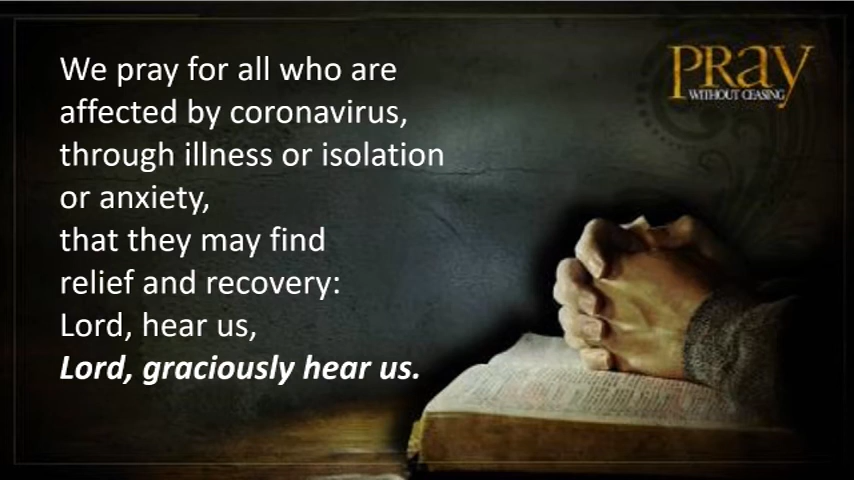 We pray for all who are
affected by coronavirus,
through illness or isolation
or anxiety,
that they may find
relief and recovery:
Lord, hear us,
Lord, graciously hear us.
PRay
WITHOUT CEASING